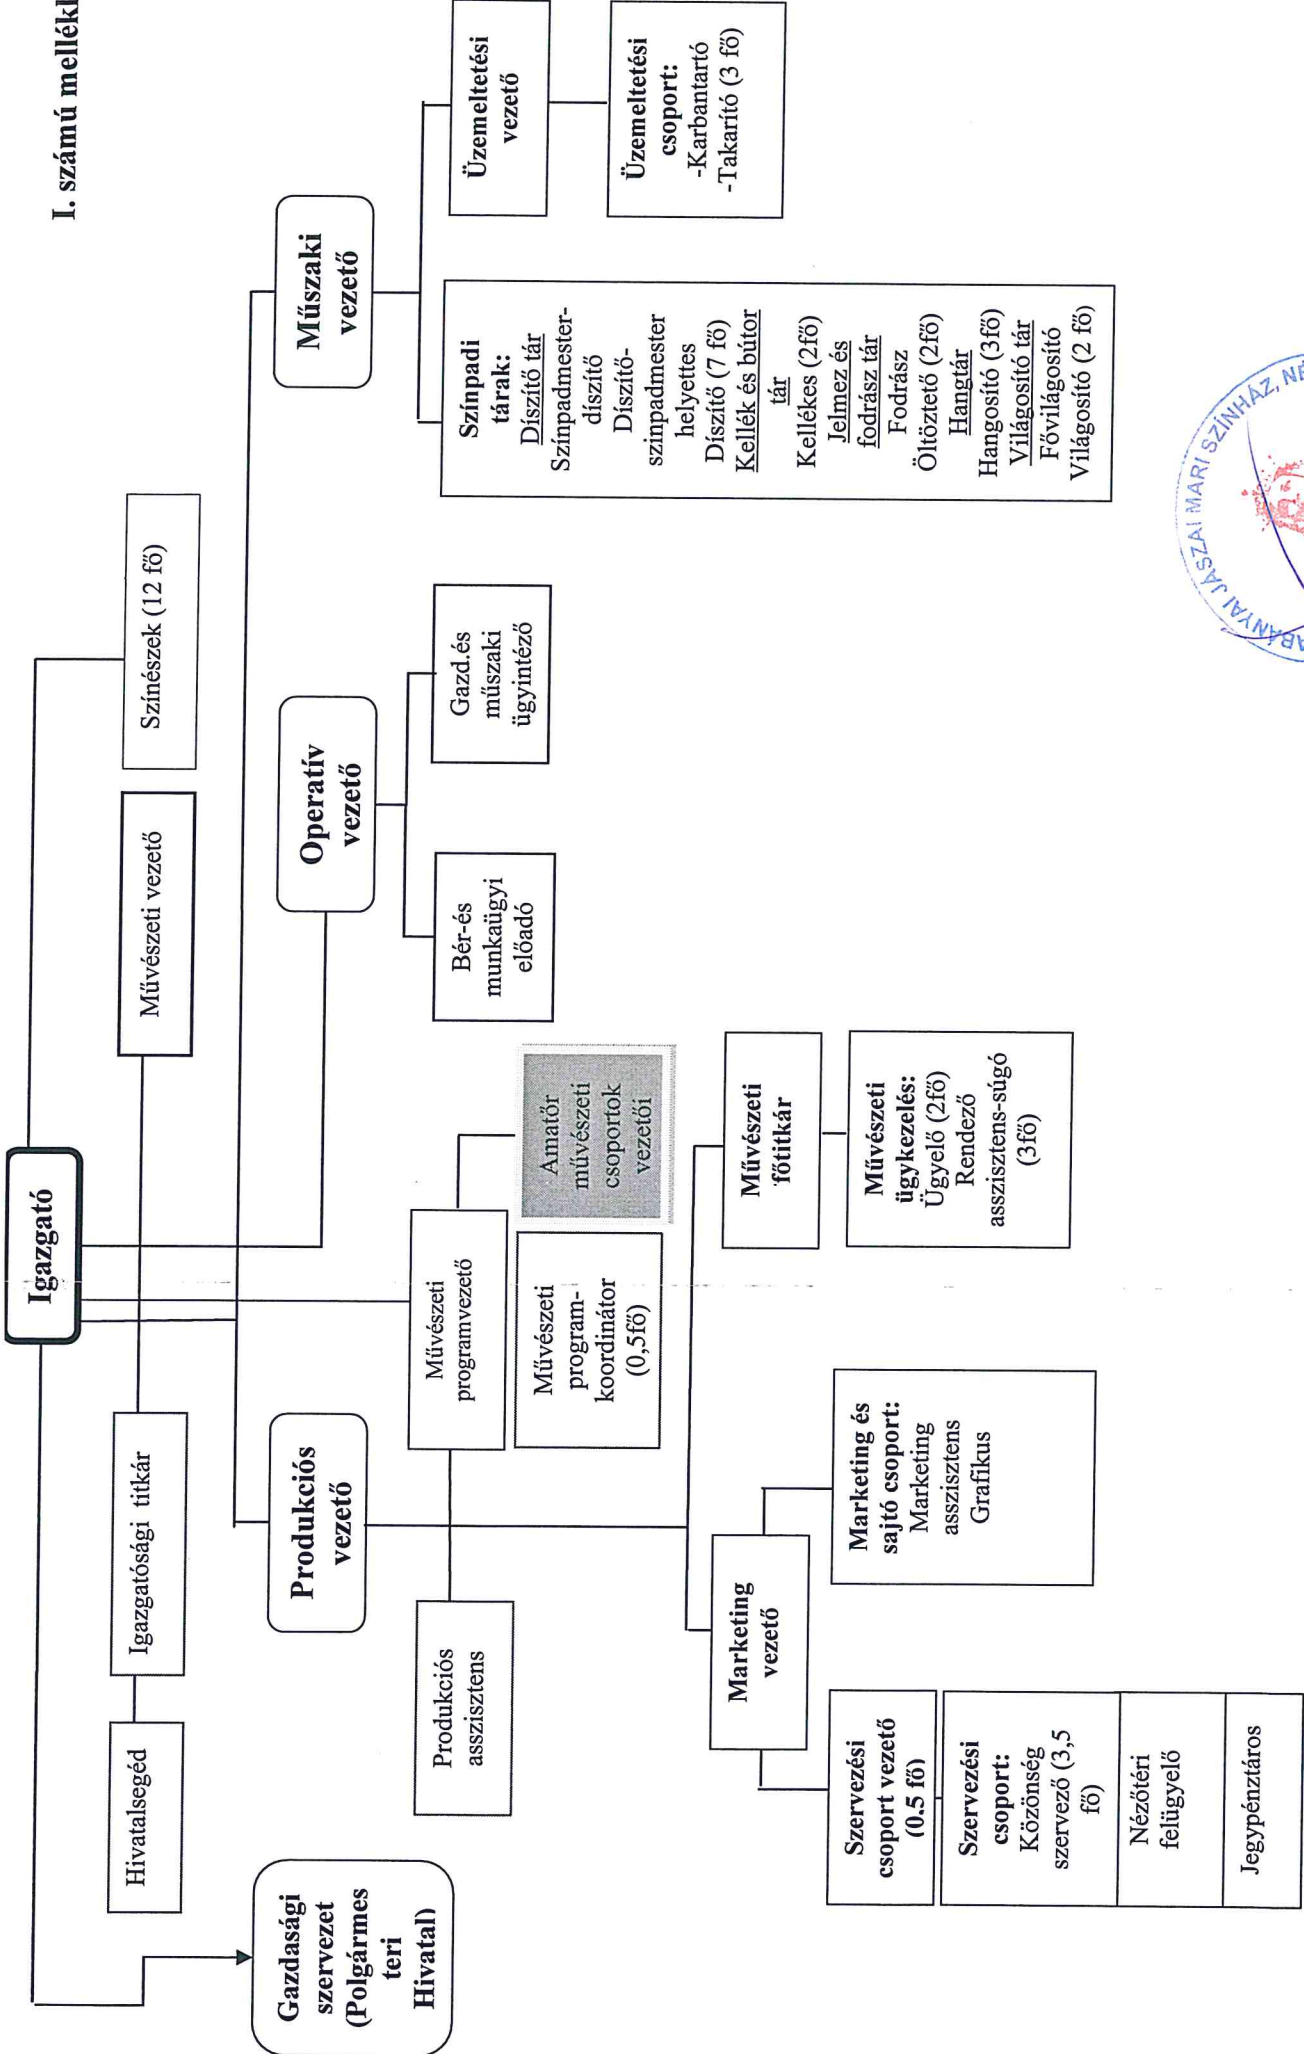 I. számú mellékl
Igazgató
Színészek (12 fő)
Művészeti vezető
Igazgatósági titkár
Hivatalsegéd
Gazdasági
szervezet
(Polgármes
teri
Hivatal)
Produkciós
vezető
Operatív
vezető
Műszaki
vezető
Produkciós
asszisztens
Művészeti
programvezető
Művészeti
program-
koordinátor
(0,5fő)
Amatőr
művészeti
csoportok
vezetői
Bér-és
munkaügyi
előadó
Gazd.és
műszaki
ügyintéző
Színpadi
tárak:
Díszítő tár
Színpadmester-
díszítő
Díszítő-
színpadmester
helyettes
Díszítő (7 fő)
Kellék és bútor
tár
Kellékes (2fő)
Jelmez és
fodrász tár
Fodrász
Öltöztető (2fő)
Hangtár
Hangosító (3fő)
Világosító tár
Fővilágosító
Világosító (2 fő)
Üzemeltetési
vezető
Üzemeltetési
csoport:
-Karbantartó
-Takarító (3 fő)
Marketing
vezető
Művészeti
főtitkár
Szervezési
csoport vezető
(0.5 fő)
Szervezési
csoport:
Közönség
szervező (3,5
fő)
Nézőtéri
felügyelő
Jegypénztáros
Marketing és
sajtó csoport:
Marketing
asszisztens
Grafikus
Művészeti
ügykezelés:
Ügyelő (2fő)
Rendező
asszisztens-súgó
(3fő)
ABÁNYAI JÁSZAI MARI SZÍNHÁZ, NÉ